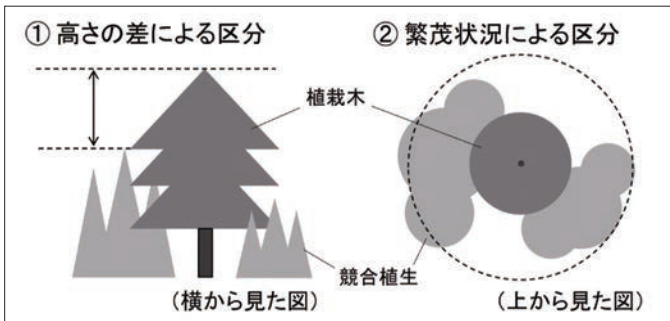 ① 高さの差による区分
② 繁茂状況による区分
植栽木
競合植生
(横から見た図)
(上から見た図)